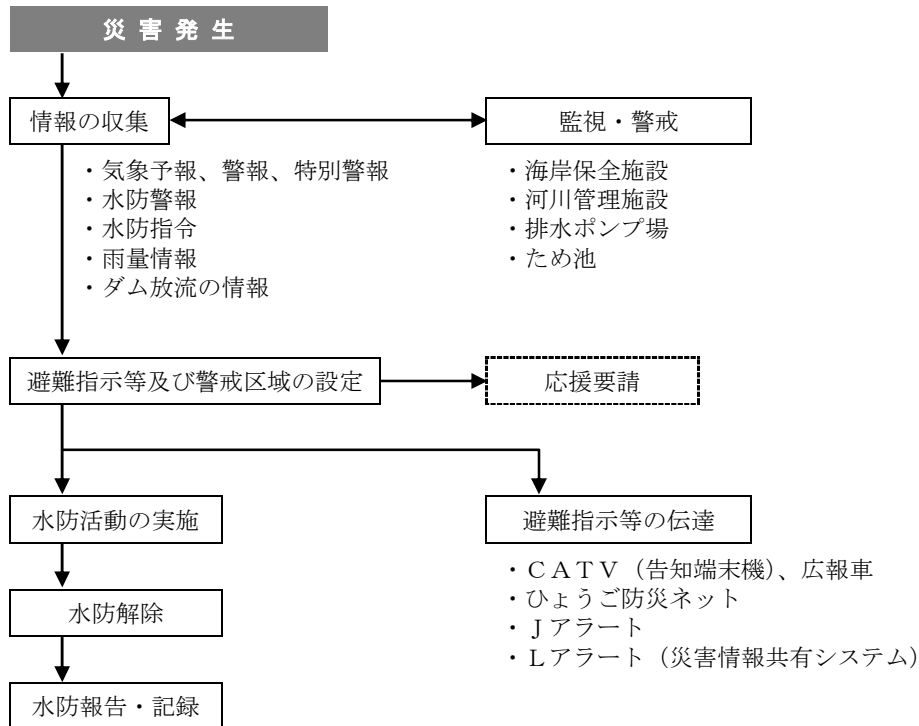 災害発生
情報の収集
監視・警戒
・気象予報、警報、特別警報
・水防警報
・水防指令
・雨量情報
・ダム放流の情報
・海岸保全施設
・河川管理施設
・排水ポンプ場
・ため池
避難指示等及び警戒区域の設定
応援要請
水防活動の実施
避難指示等の伝達
・ＣＡＴＶ（告知端末機）、広報車
・ひょうご防災ネット
・Ｊアラート
・Ｌアラート（災害情報共有システム）
水防解除
水防報告・記録